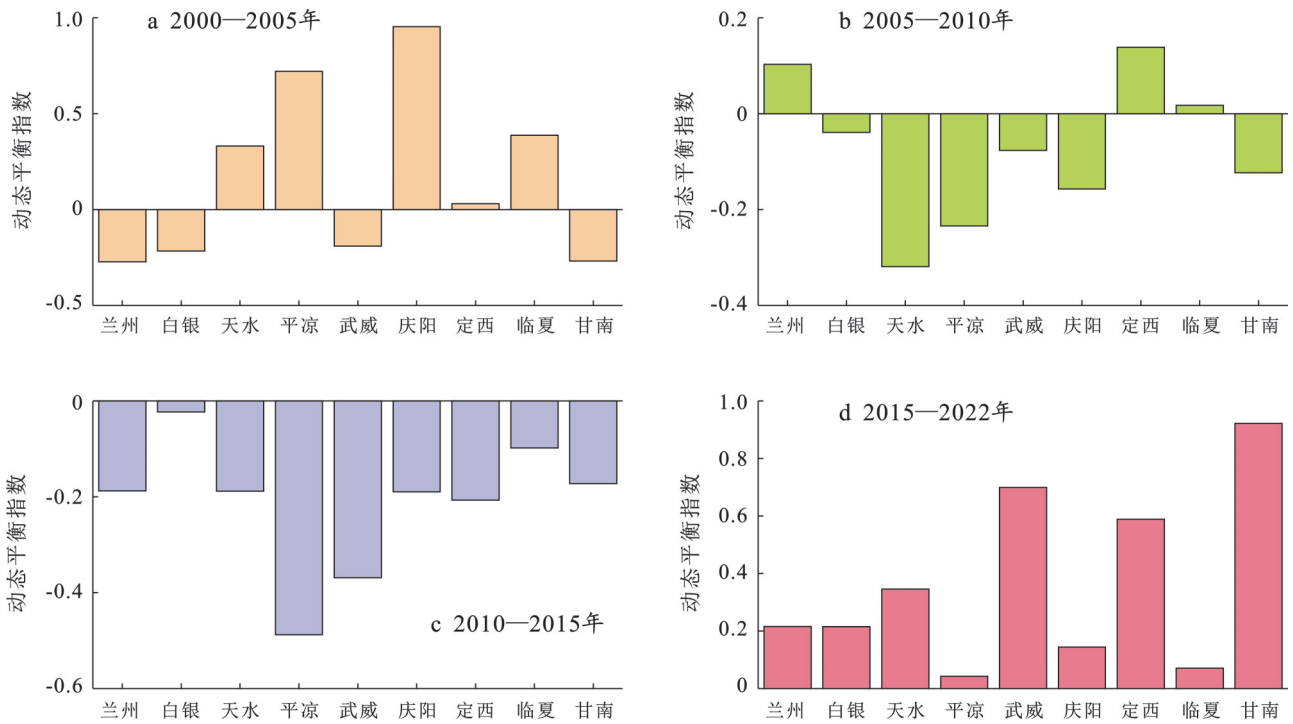 a 2000—2005年
动态平衡指数
1.0
0.5
0
-0.5
兰州 白银 天水 平凉 武威 庆阳 定西 临夏 甘南
b 2005—2010年
动态平衡指数
0.2
0
-0.2
-0.4
兰州 白银 天水 平凉 武威 庆阳 定西 临夏 甘南
c 2010—2015年
动态平衡指数
0
-0.2
-0.4
-0.6
兰州 白银 天水 平凉 武威 庆阳 定西 临夏 甘南
d 2015—2022年
动态平衡指数
1.0
0.8
0.6
0.4
0.2
0
兰州 白银 天水 平凉 武威 庆阳 定西 临夏 甘南